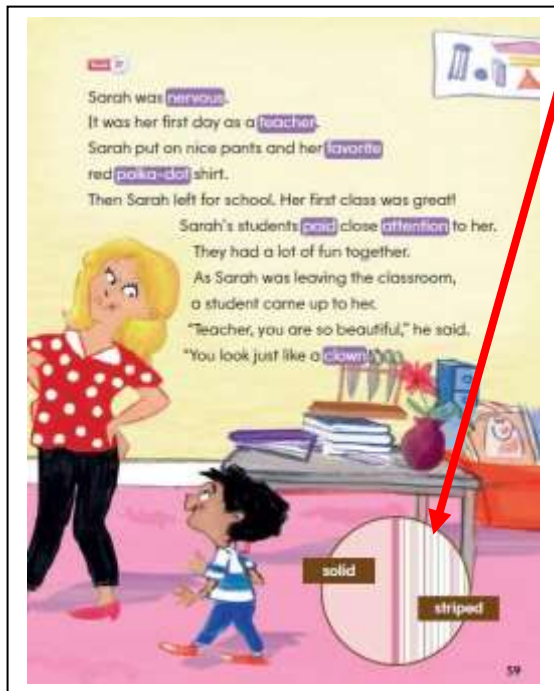 Sarah was nervous.
It was her first day as a teacher.
Sarah put on nice pants and her favorite
red polka-dot shirt.
Then Sarah left for school. Her first class was great!
Sarah's students paid close attention to her.
They had a lot of fun together.
As Sarah was leaving the classroom,
a student came up to her.
"Teacher, you are so beautiful," he said.
"You look just like a clown!"
solid
striped
59